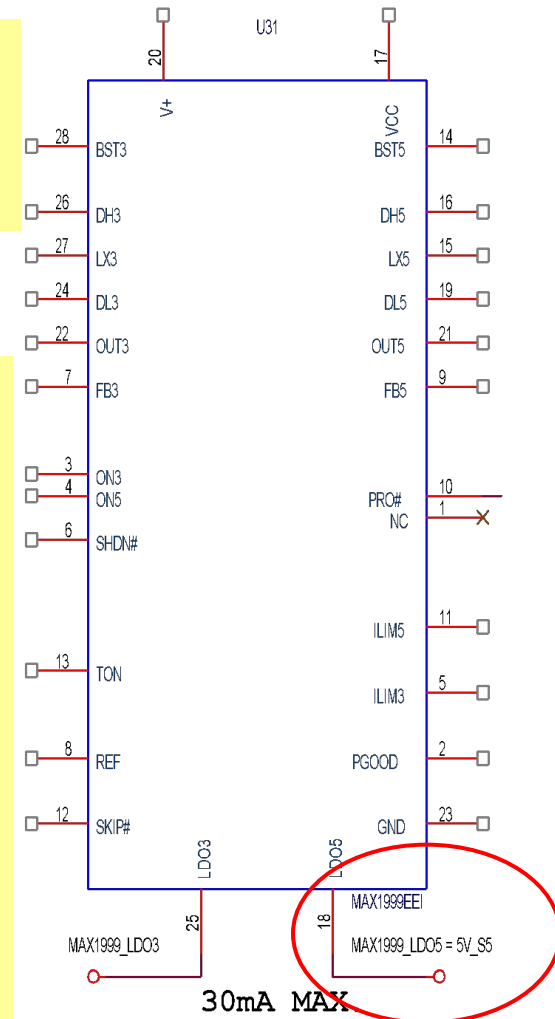 U31
20
17
V+
VCC
28 BST3
BST5 14
26 DH3
DH5 16
27 LX3
LX5 15
24 DL3
DL5 19
22 OUT3
OUT5 21
7 FB3
FB5 9
3 ON3
4 ON5
PRO# 10
NC 1
6 SHDN#
ILIM5 11
13 TON
ILIM3 5
8 REF
PGOOD 2
12 SKIP#
GND 23
LDO3
LDO5
MAX1999EEI
25
18
MAX1999_LDO3
MAX1999_LDO5 = 5V_S5
30mA MAX.